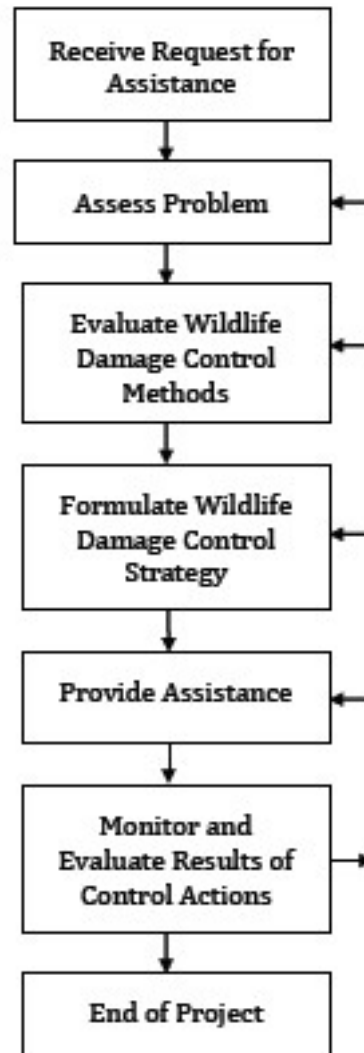 Receive Request for
Assistance
Assess Problem
Evaluate Wildlife
Damage Control
Methods
Formulate Wildlife
Damage Control
Strategy
Provide Assistance
Monitor and
Evaluate Results of
Control Actions
End of Project